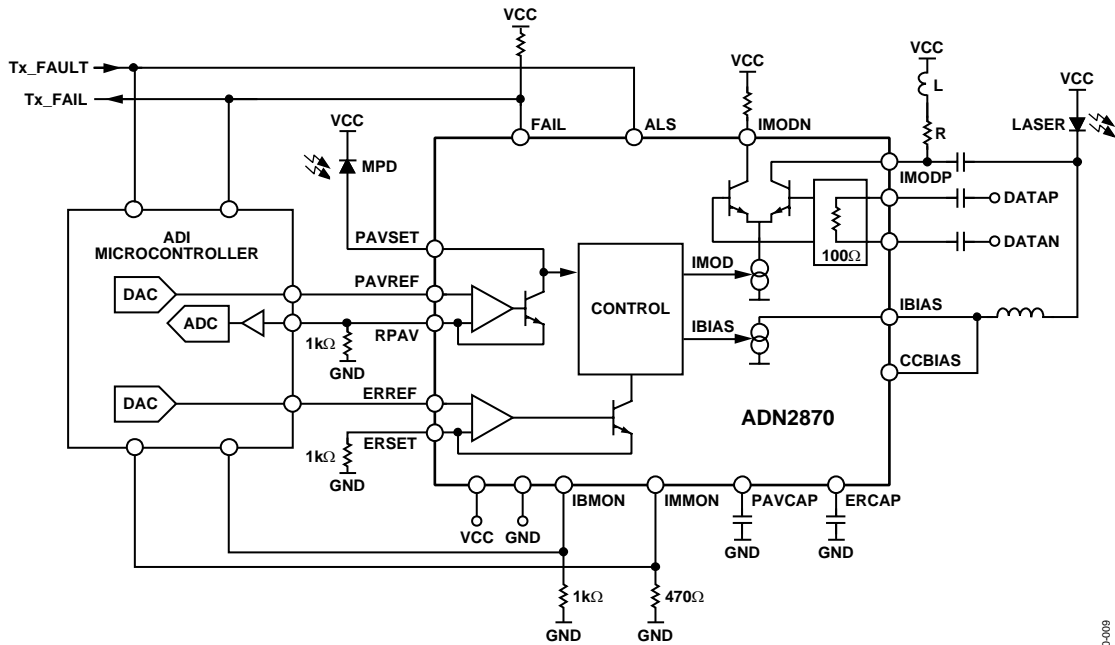 VCC
VCC
VCC
VCC
Tx_FAULT
L
Tx_FAIL
VCC
FAIL
ALS
IMODN
R
LASER
MPD
IMODP
ADI
MICROCONTROLLER
PAVSET
DATAP
100Ω
DATAN
DAC
PAVREF
IMOD
CONTROL
ADC
RPAV
IBIAS
IBIAS
1kΩ
GND
CCBIAS
DAC
ERREF
ADN2870
1kΩ
ERSET
GND
IBMON
IMMON
PAVCAP
ERCAP
VCC
GND
GND
GND
1kΩ
470Ω
GND
GND